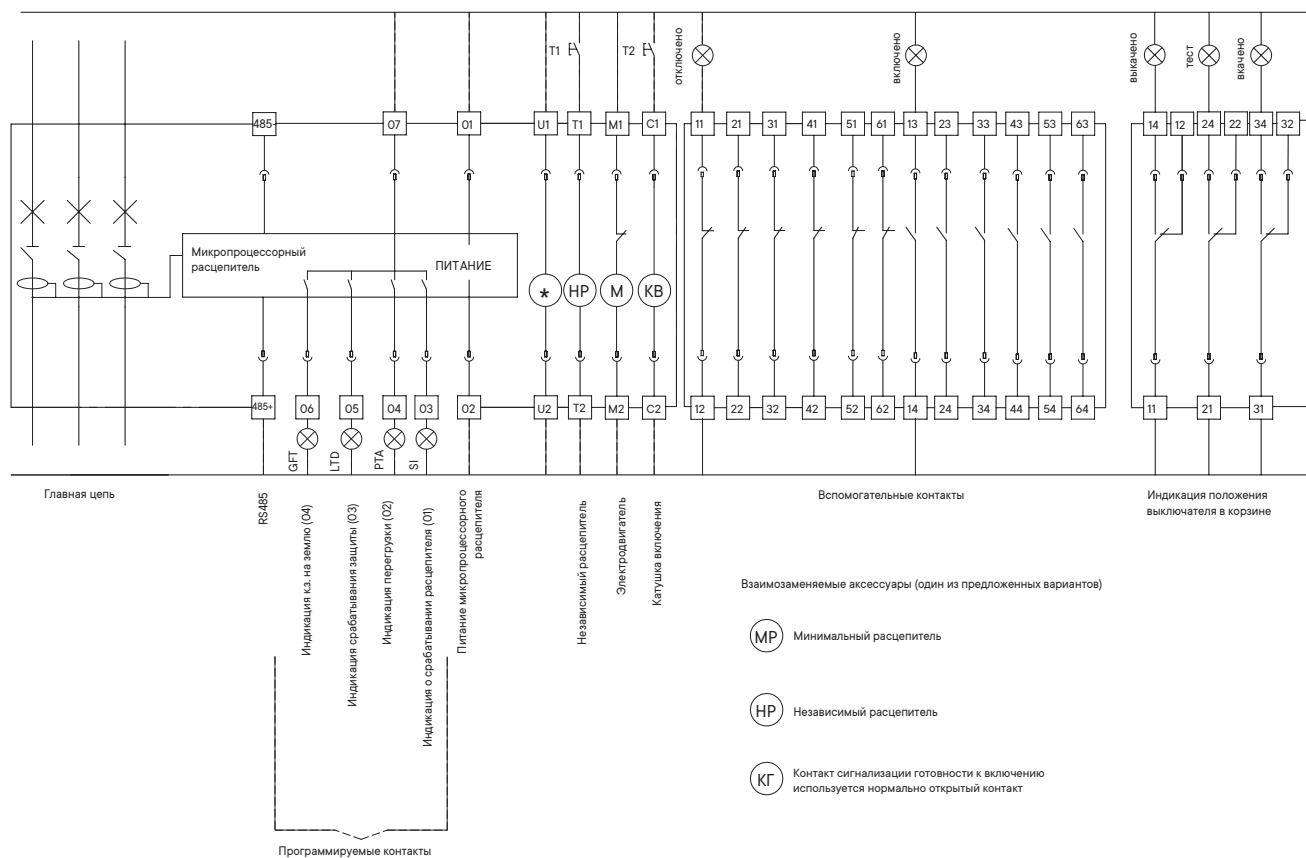 T1
T2
отключено
включено
выкачено
тест
вкачено
485-
07
01
U1
T1
M1
C1
11
21
31
41
51
61
13
23
33
43
53
63
14
12
24
22
34
32
Микропроцессорный
расцепитель
ПИТАНИЕ
*
НР
М
КВ
485+
06
05
04
03
02
U2
T2
M2
C2
12
22
32
42
52
62
14
24
34
44
54
64
11
21
31
GFT
LTD
PTA
SI
Главная цепь
RS485
Индикация к.з. на землю (04)
Индикация срабатывания защиты (03)
Индикация перегрузки (02)
Индикация о срабатывании расцепителя (01)
Питание микропроцессорного
расцепителя
Независимый расцепитель
Электродвигатель
Катушка включения
Вспомогательные контакты
Индикация положения
выключателя в корзине
Взаимозаменяемые аксессуары (один из предложенных вариантов)
МР
Минимальный расцепитель
НР
Независимый расцепитель
КГ
Контакт сигнализации готовности к включению
используется нормально открытый контакт
Программируемые контакты